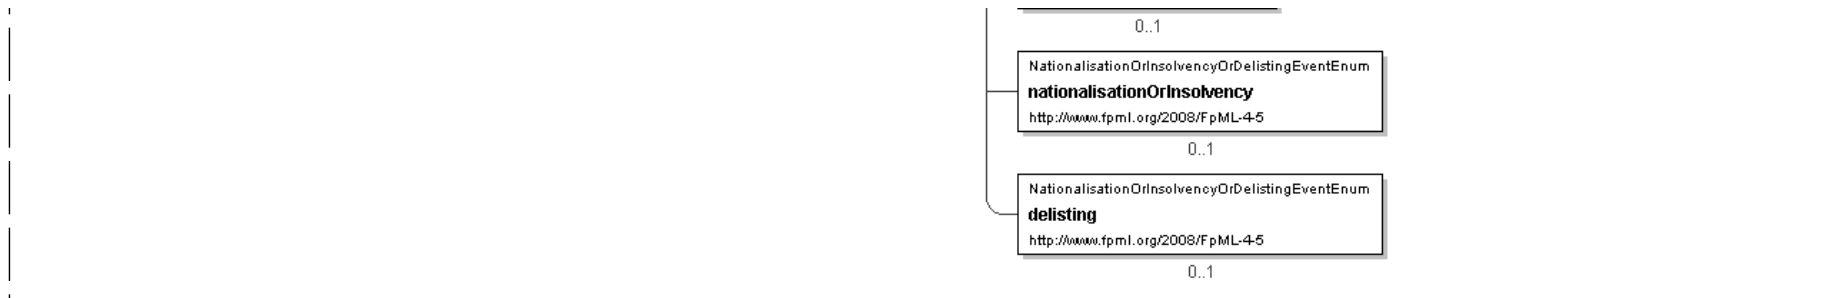 0..1
NationalisationOrInsolvencyOrDelistingEventEnum
nationalisationOrInsolvency
http://www.fpml.org/2008/FpML-4-5
0..1
NationalisationOrInsolvencyOrDelistingEventEnum
delisting
http://www.fpml.org/2008/FpML-4-5
0..1